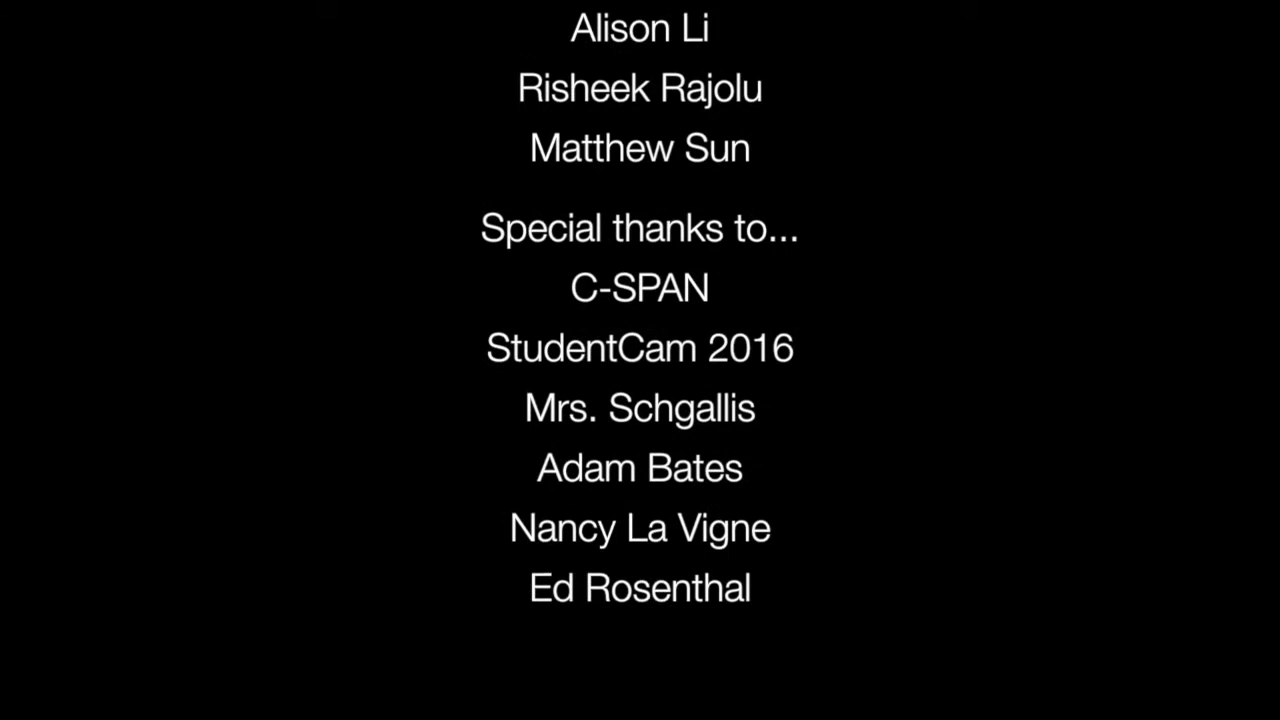 Alison Li
Risheek Rajolu
Matthew Sun
Special thanks to...
C-SPAN
StudentCam 2016
Mrs. Schgallis
Adam Bates
Nancy La Vigne
Ed Rosenthal